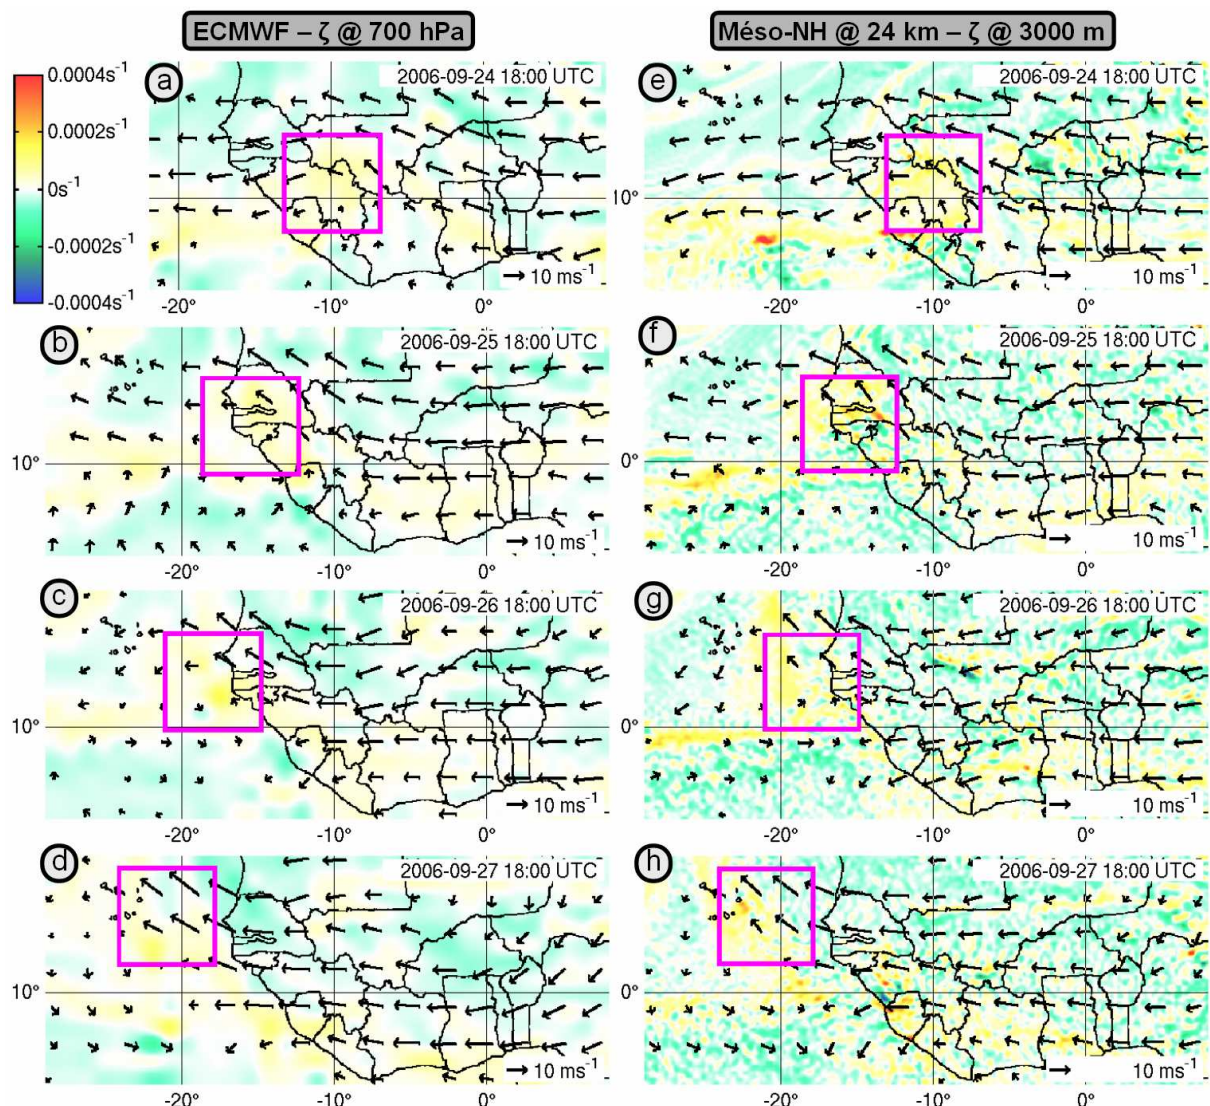 ECMWF – ζ @ 700 hPa
Méso-NH @ 24 km – ζ @ 3000 m
0.0004s-1
0.0002s-1
0s-1
-0.0002s-1
-0.0004s-1
a
2006-09-24 18:00 UTC
10°
10 ms-1
-20° -10° 0°
e
2006-09-24 18:00 UTC
10°
10 ms-1
-20° -10° 0°
b
2006-09-25 18:00 UTC
10°
10 ms-1
-20° -10° 0°
f
2006-09-25 18:00 UTC
0°
10 ms-1
-20° -10° 0°
c
2006-09-26 18:00 UTC
10°
10 ms-1
-20° -10° 0°
g
2006-09-26 18:00 UTC
0°
10 ms-1
-20° -10° 0°
d
2006-09-27 18:00 UTC
10°
10 ms-1
-20° -10° 0°
h
2006-09-27 18:00 UTC
0°
10 ms-1
-20° -10° 0°